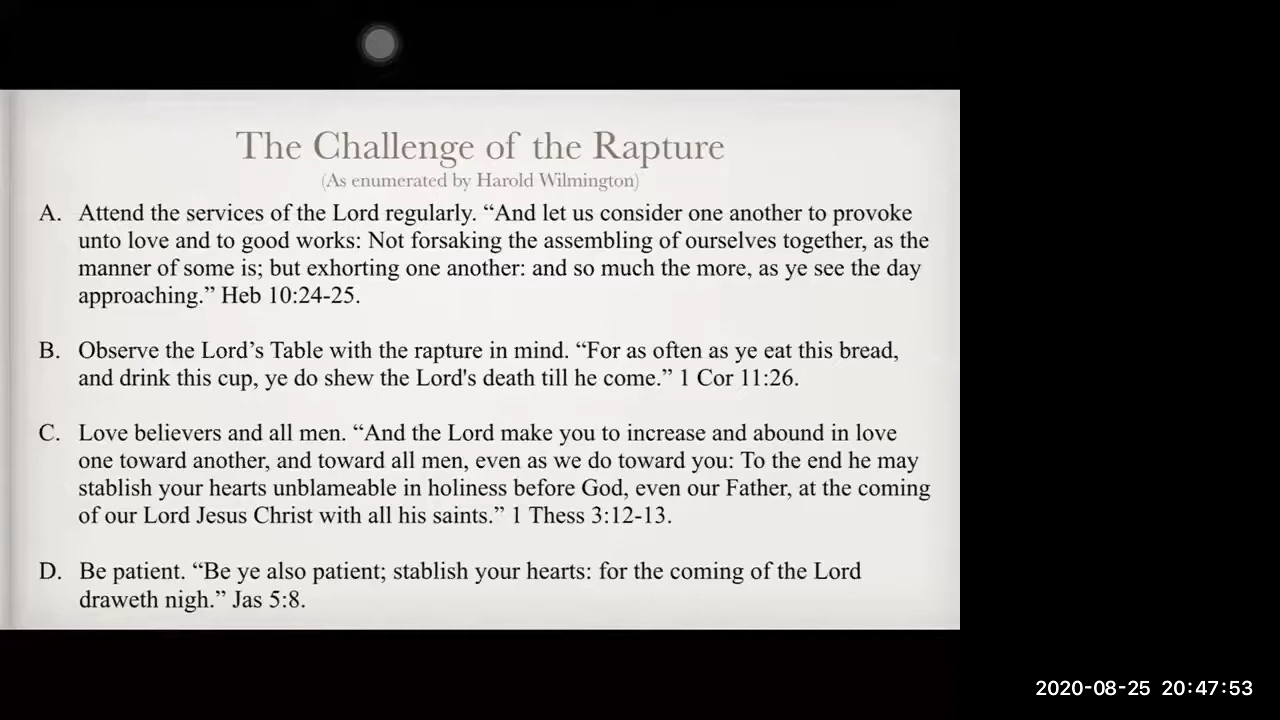 The Challenge of the Rapture
(As enumerated by Harold Wilmington)
A. Attend the services of the Lord regularly. “And let us consider one another to provoke
unto love and to good works: Not forsaking the assembling of ourselves together, as the
manner of some is; but exhorting one another: and so much the more, as ye see the day
approaching.” Heb 10:24-25.
B. Observe the Lord’s Table with the rapture in mind. “For as often as ye eat this bread,
and drink this cup, ye do shew the Lord's death till he come.” 1 Cor 11:26.
C. Love believers and all men. “And the Lord make you to increase and abound in love
one toward another, and toward all men, even as we do toward you: To the end he may
stablish your hearts unblameable in holiness before God, even our Father, at the coming
of our Lord Jesus Christ with all his saints.” 1 Thess 3:12-13.
D. Be patient. “Be ye also patient; stablish your hearts: for the coming of the Lord
draweth nigh.” Jas 5:8.
2020-08-25 20:47:53